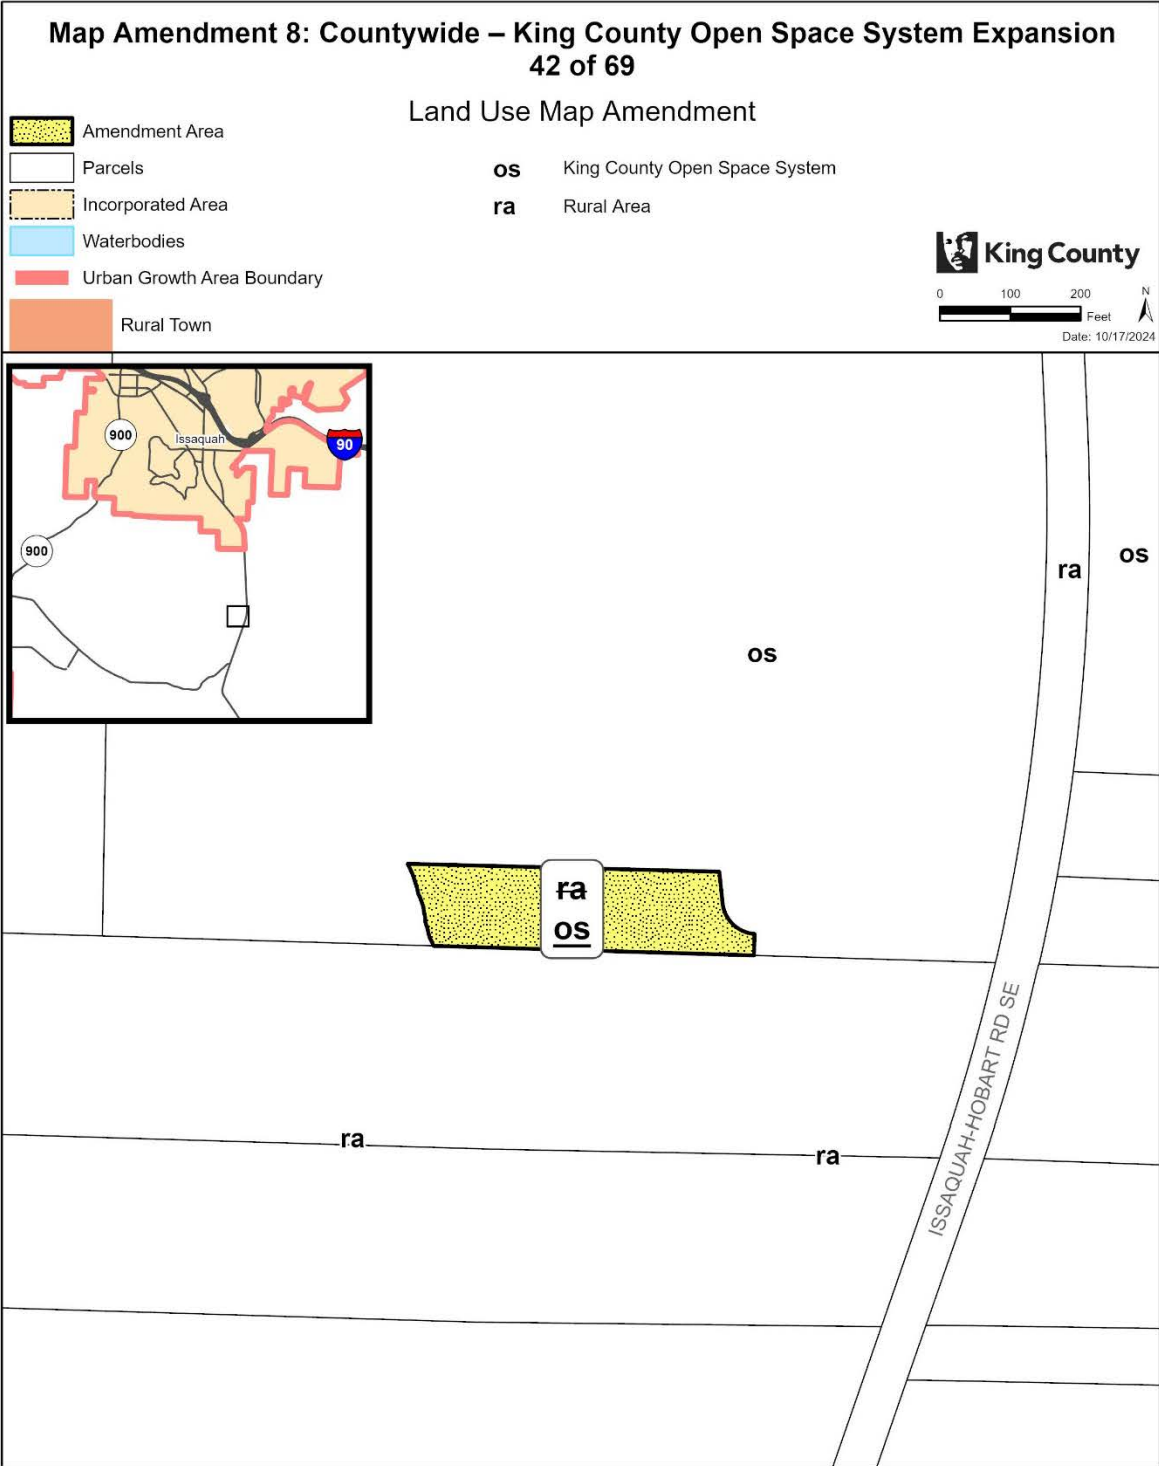 Map Amendment 8: Countywide – King County Open Space System Expansion
42 of 69
Land Use Map Amendment
Amendment Area
Parcels
Incorporated Area
Waterbodies
Urban Growth Area Boundary
Rural Town
os King County Open Space System
ra Rural Area
King County
0 100 200
Feet
N
Date: 10/17/2024
900
Issaquah
90
900
ra
os
os
ra
os
ISSAQUAH-HOBART RD SE
ra
ra